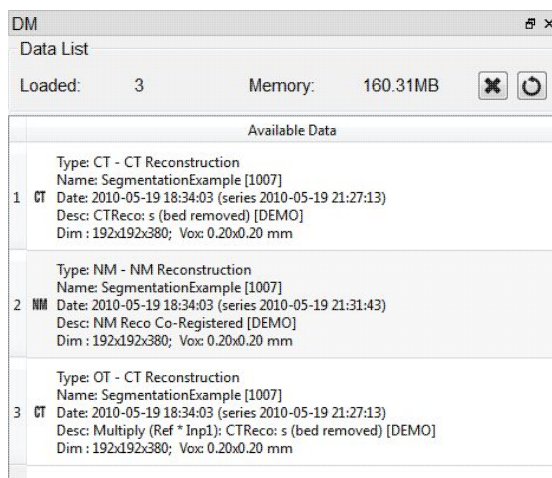 DM
Data List
Loaded: 3 Memory: 160.31MB
Available Data
Type: CT - CT Reconstruction
Name: SegmentationExample [1007]
1 CT Date: 2010-05-19 18:34:03 (series 2010-05-19 21:27:13)
Desc: CTReco: s (bed removed) [DEMO]
Dim : 192x192x380; Vox: 0.20x0.20 mm
Type: NM - NM Reconstruction
Name: SegmentationExample [1007]
2 NM Date: 2010-05-19 18:34:03 (series 2010-05-19 21:31:43)
Desc: NM Reco Co-Registered [DEMO]
Dim : 192x192x380; Vox: 0.20x0.20 mm
Type: OT - CT Reconstruction
Name: SegmentationExample [1007]
3 CT Date: 2010-05-19 18:34:03 (series 2010-05-19 21:27:13)
Desc: Multiply (Ref * Inp1): CTReco: s (bed removed) [DEMO]
Dim : 192x192x380; Vox: 0.20x0.20 mm